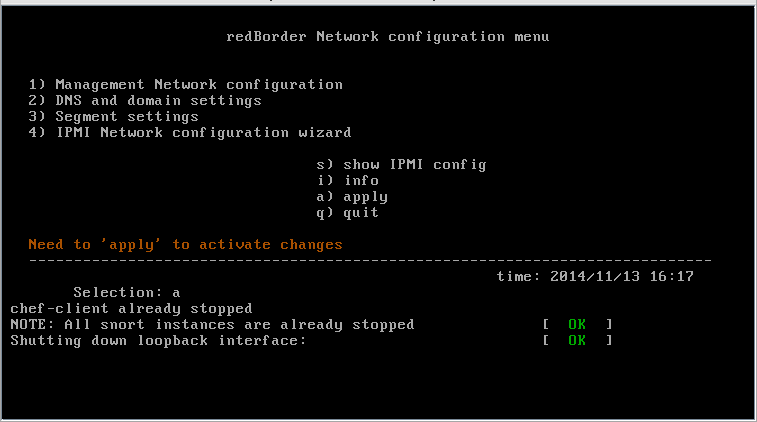 redBorder Network configuration menu
1) Management Network configuration
2) DNS and domain settings
3) Segment settings
4) IPMI Network configuration wizard
s) show IPMI config
i) info
a) apply
q) quit
Need to 'apply' to activate changes
----------------------------------------------------------------------------
time: 2014/11/13 16:17
Selection: a
chef-client already stopped
NOTE: All snort instances are already stopped [ OK ]
Shutting down loopback interface: [ OK ]